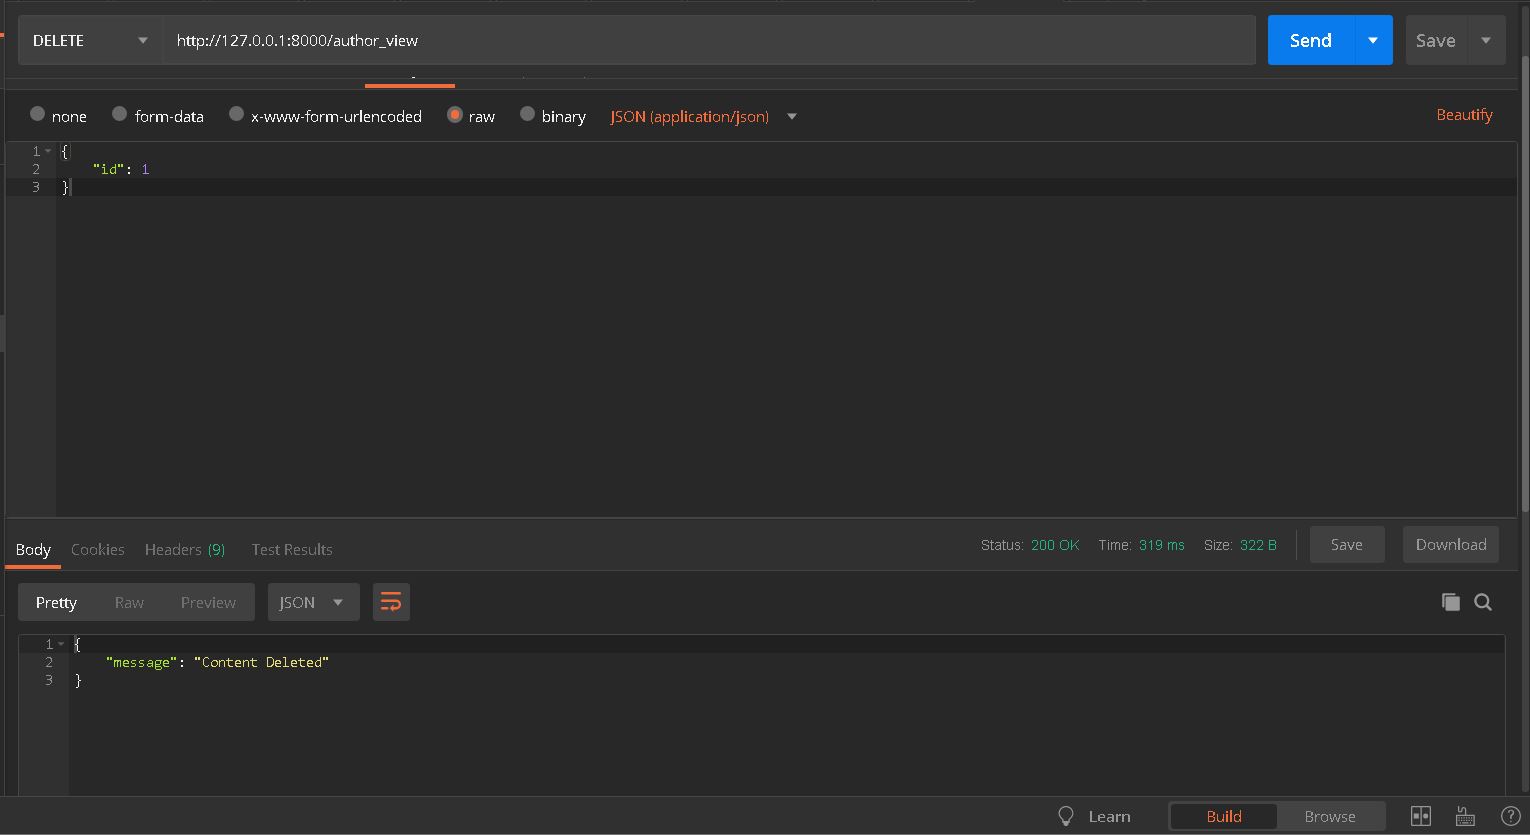 DELETE http://127.0.0.1:8000/author_view Send Save
none form-data x-www-form-urlencoded raw binary JSON (application/json) Beautify
1 {
2 "id": 1
3 }
Body Cookies Headers (9) Test Results Status: 200 OK Time: 319 ms Size: 322 B Save Download
Pretty Raw Preview JSON
1 {
2 "message": "Content Deleted"
3 }
Learn Build Browse ?